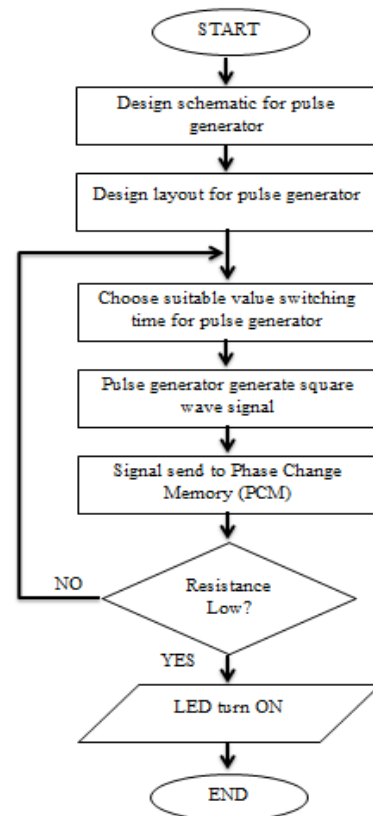 START
Design schematic for pulse
generator
Design layout for pulse generator
Choose suitable value switching
time for pulse generator
Pulse generator generate square
wave signal
Signal send to Phase Change
Memory (PCM)
Resistance
Low?
NO
YES
LED turn ON
END